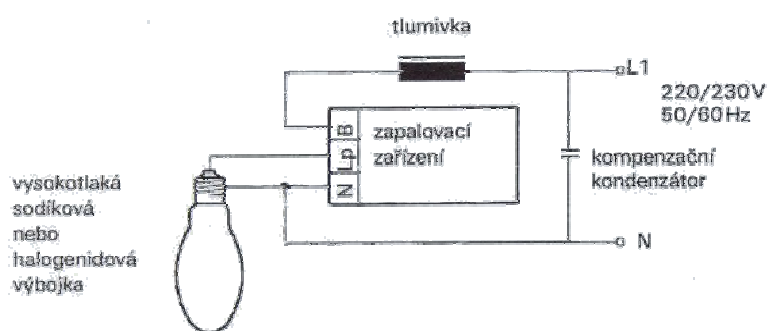 tlumivka
L1
220/230V
50/60Hz
B
Lp
N
zapalovací
zařízení
kompenzační
kondenzátor
N
vysokotlaká
sodíková
nebo
halogenidová
výbojka